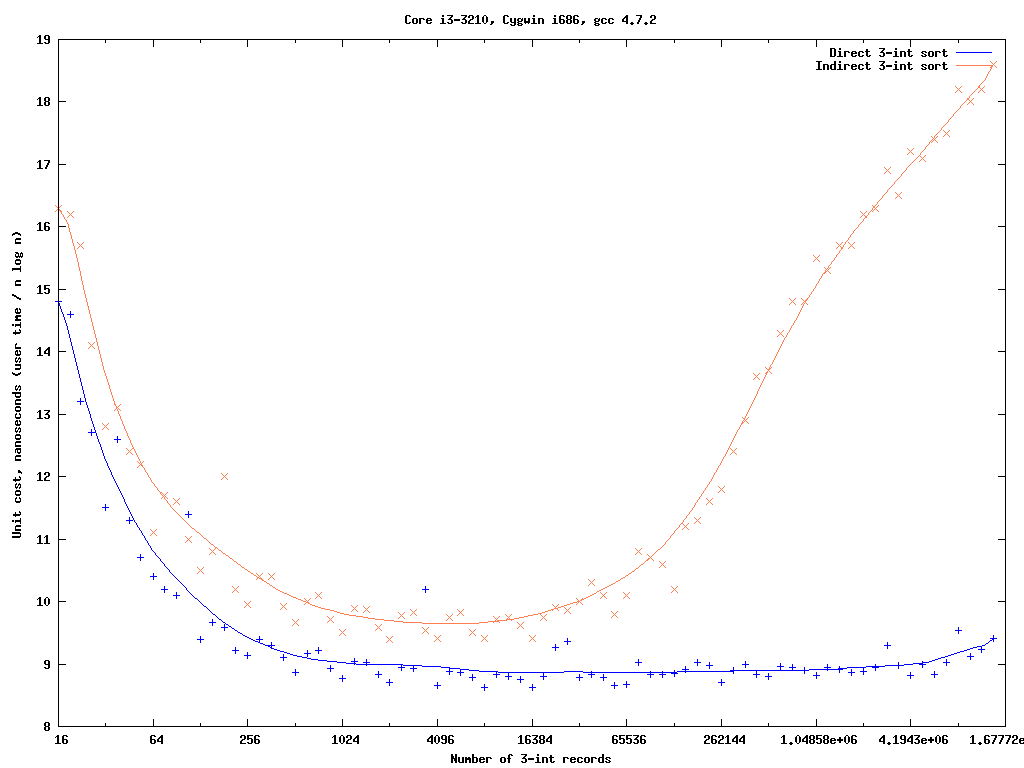 Core i3-3210, Cygwin i686, gcc 4.7.2
Direct 3-int sort
Indirect 3-int sort
Unit cost, nanoseconds (user time / n log n)
19
18
17
16
15
14
13
12
11
10
9
8
16 64 256 1024 4096 16384 65536 262144 1.04858e+06 4.1943e+06 1.67772e
Number of 3-int records